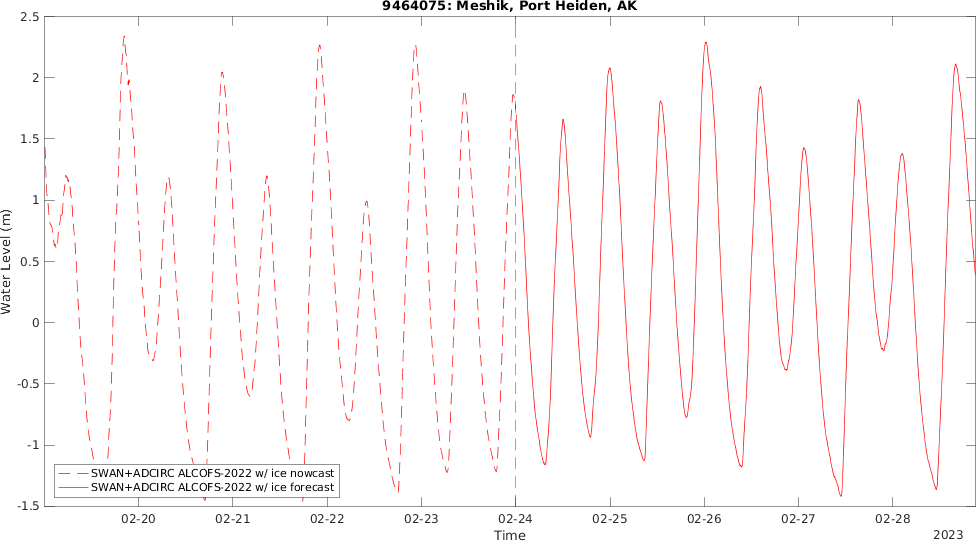 9464075: Meshik, Port Heiden, AK
Water Level (m)
2.5
2
1.5
1
0.5
0
-0.5
-1
-1.5
SWAN+ADCIRC ALCOFS-2022 w/ ice nowcast
SWAN+ADCIRC ALCOFS-2022 w/ ice forecast
02-20 02-21 02-22 02-23 02-24 02-25 02-26 02-27 02-28
Time
2023